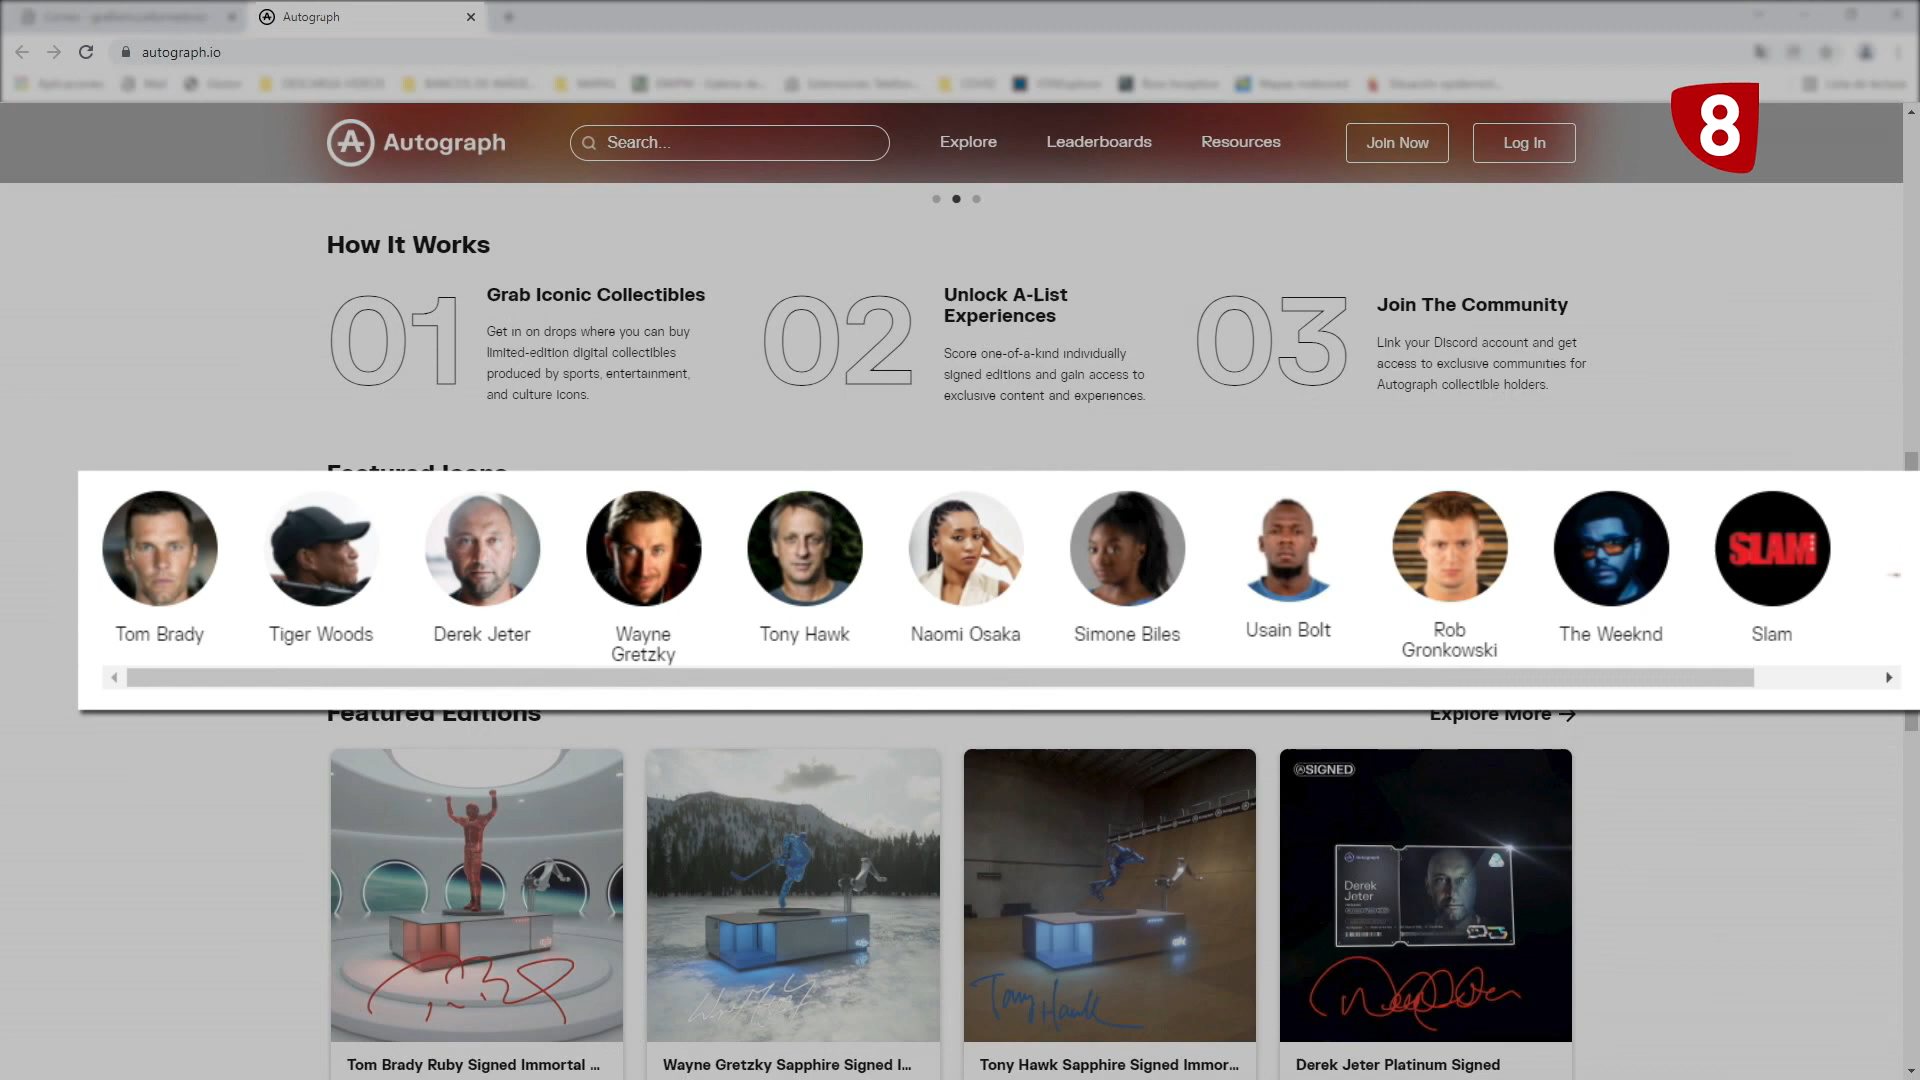 Autograph
autograph.io
Autograph
Search...
Explore
Leaderboards
Resources
Join Now
Log In
8
How It Works
01
Grab Iconic Collectibles
Get in on drops where you can buy
limited-edition digital collectibles
produced by sports, entertainment,
and culture icons.
02
Unlock A-List
Experiences
Score one-of-a-kind individually
signed editions and gain access to
exclusive content and experiences.
03
Join The Community
Link your Discord account and get
access to exclusive communities for
Autograph collectible holders.
Featured Icons
SLAM
Tom Brady
Tiger Woods
Derek Jeter
Wayne
Gretzky
Tony Hawk
Naomi Osaka
Simone Biles
Usain Bolt
Rob
Gronkowski
The Weeknd
Slam
Featured Editions
Explore More →
SIGNED
Autograph
Derek
Jeter
Tony Hawk
Derek Jeter
Tom Brady Ruby Signed Immortal ...
Wayne Gretzky Sapphire Signed I...
Tony Hawk Sapphire Signed Immor...
Derek Jeter Platinum Signed